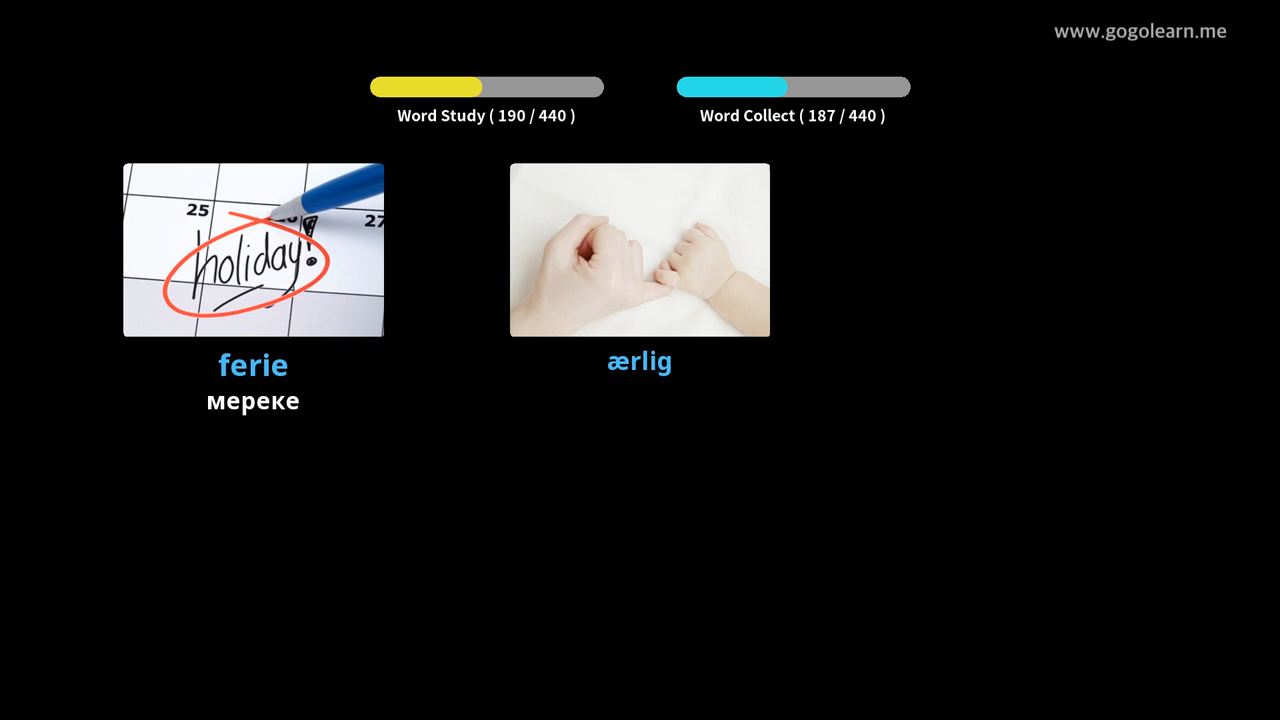 www.gogolearn.me
Word Study ( 190 / 440 )
Word Collect ( 187 / 440 )
25
27
holiday!
ferie
мереке
ærlig